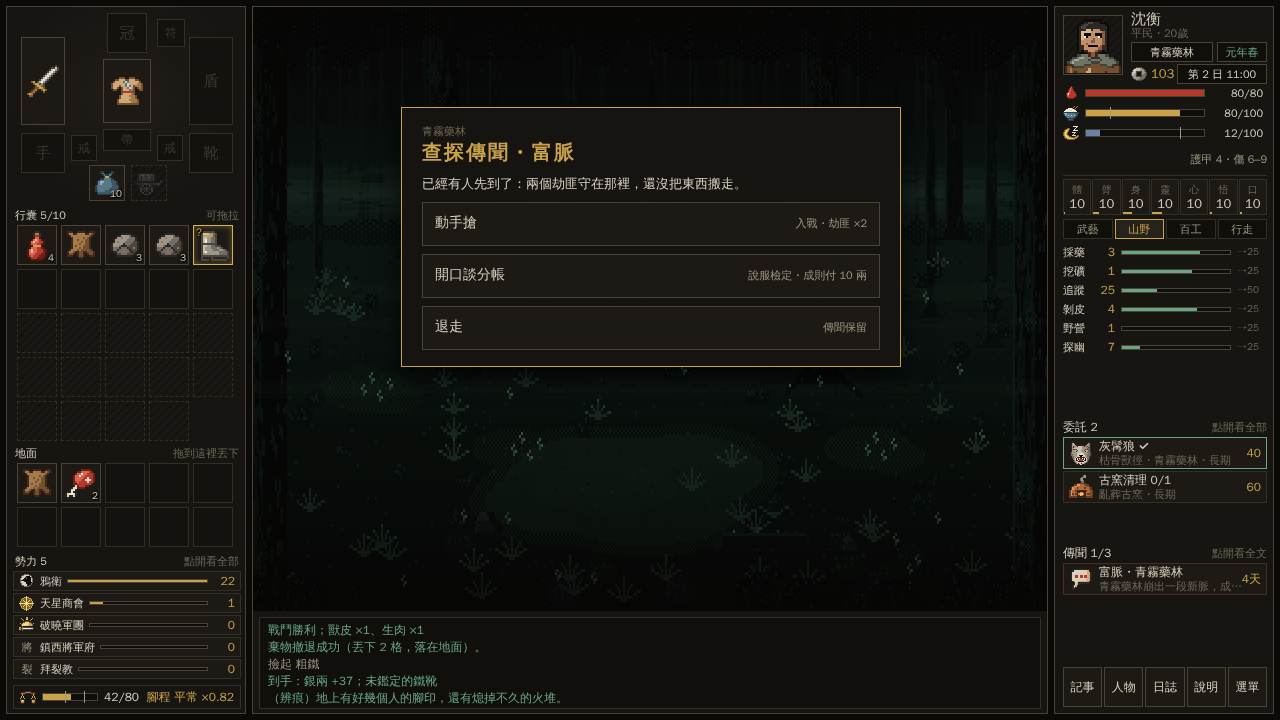 冠
符
盾
手
戒
帶
戒
靴
10
行囊 5/10
可拖拉
4
3
3
?
地面
拖到這裡丟下
2
勢力 5
點開看全部
鴉衛
22
天星商會
1
破曉軍團
0
將
鎮西將軍府
0
裂
拜裂教
0
42/80
腳程 平常 ×0.82
青霧藥林
查探傳聞・富脈
已經有人先到了：兩個劫匪守在那裡，還沒把東西搬走。
動手搶
入戰・劫匪 ×2
開口談分帳
說服檢定・成則付 10 兩
退走
傳聞保留
戰鬥勝利；獸皮 ×1、生肉 ×1
棄物撤退成功（丟下 2 格，落在地面）。
撿起 粗鐵
到手：銀兩 +37；未鑑定的鐵靴
（辨痕）地上有好幾個人的腳印，還有熄掉不久的火堆。
沈衡
平民・20歲
青霧藥林
元年春
103
第 2 日 11:00
80/80
80/100
12/100
護甲 4・傷 6–9
體
臂
身
靈
心
悟
口
10
10
10
10
10
10
10
武藝
山野
百工
行走
採藥
3
→25
挖礦
1
→25
追蹤
25
→50
剝皮
4
→25
野營
1
→25
探幽
7
→25
委託 2
點開看全部
灰髯狼 ✓
枯骨獸徑・青霧藥林・長期
40
古窯清理 0/1
亂葬古窯・長期
60
傳聞 1/3
點開看全文
富脈・青霧藥林
青霧藥林崩出一段新脈，成…
4天
記事
人物
日誌
說明
選單